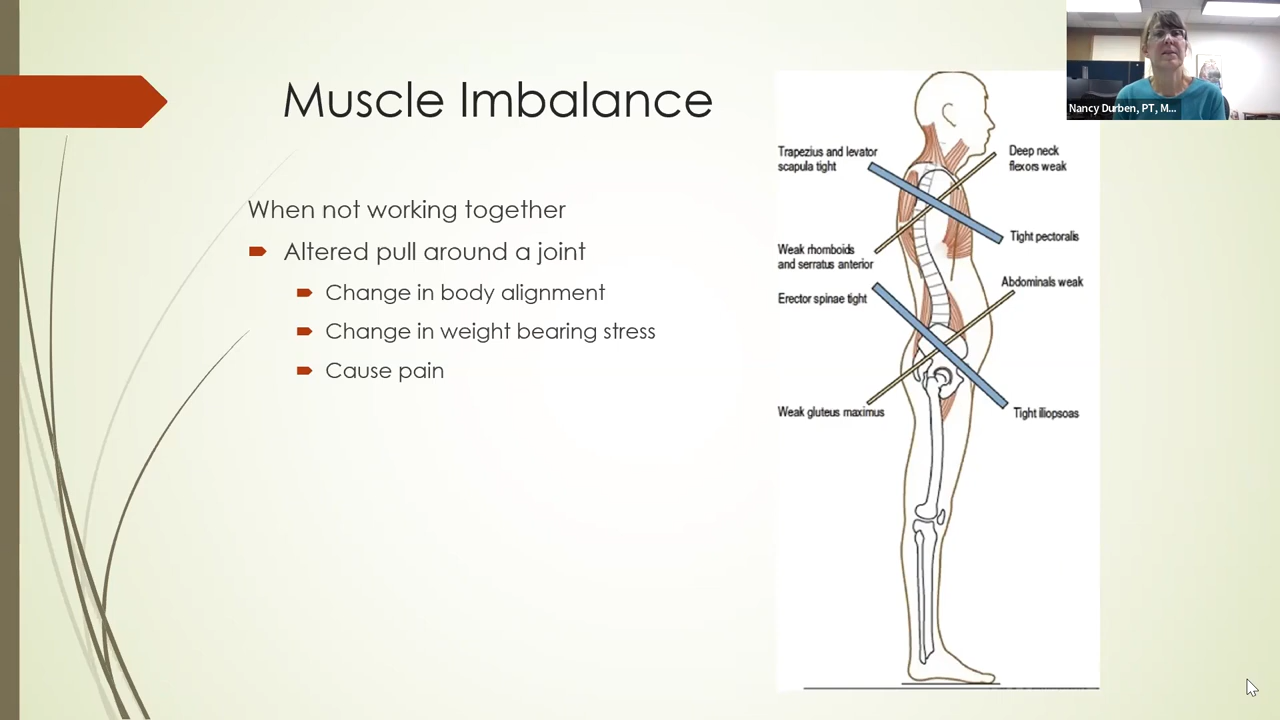 Muscle Imbalance
When not working together
Altered pull around a joint
Change in body alignment
Change in weight bearing stress
Cause pain
Trapezius and levator
scapula tight
Deep neck
flexors weak
Weak rhomboids
and serratus anterior
Tight pectoralis
Erector spinae tight
Abdominals weak
Weak gluteus maximus
Tight illiopsoas
Nancy Durben, PT, M...